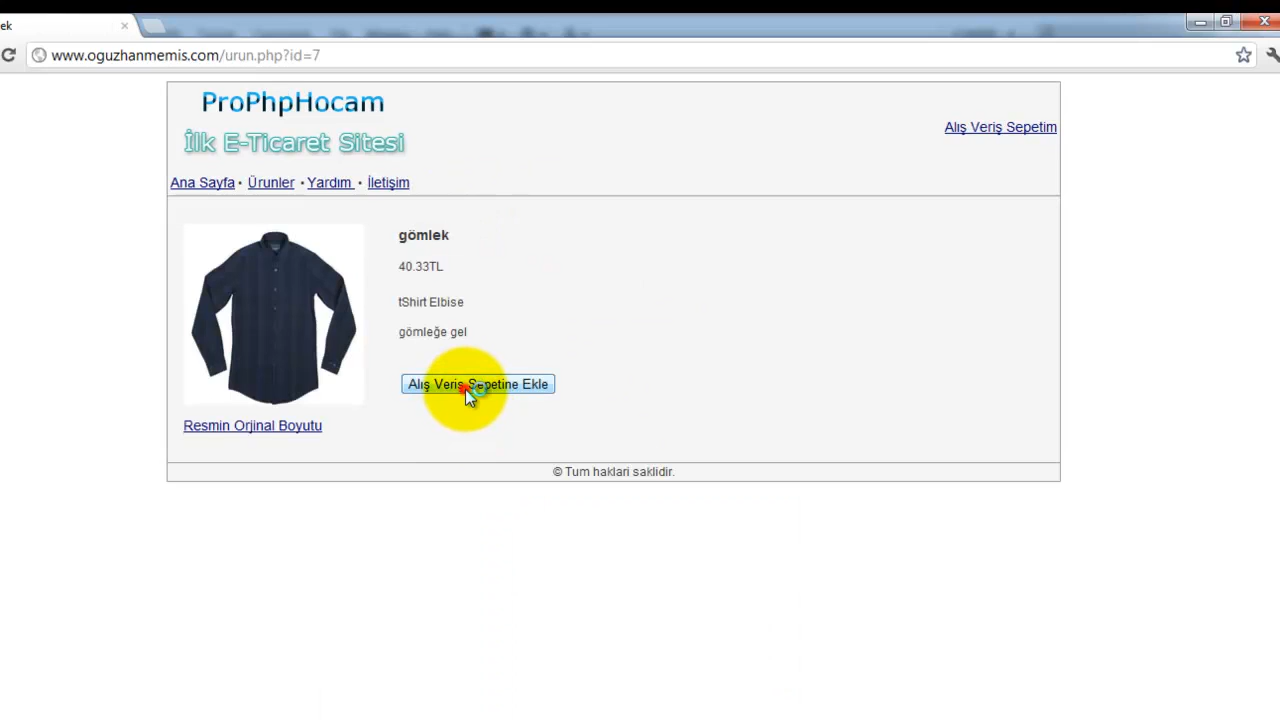 ek
www.oguzhanmemis.com/urun.php?id=7
ProPhpHocam
İlk E-Ticaret Sitesi
Alış Veriş Sepetim
Ana Sayfa • Ürunler • Yardım • İletişim
gömlek
40.33TL
tShirt Elbise
gömleğe gel
Alış Veriş Sepetine Ekle
Resmin Orjinal Boyutu
© Tum haklari saklidir.